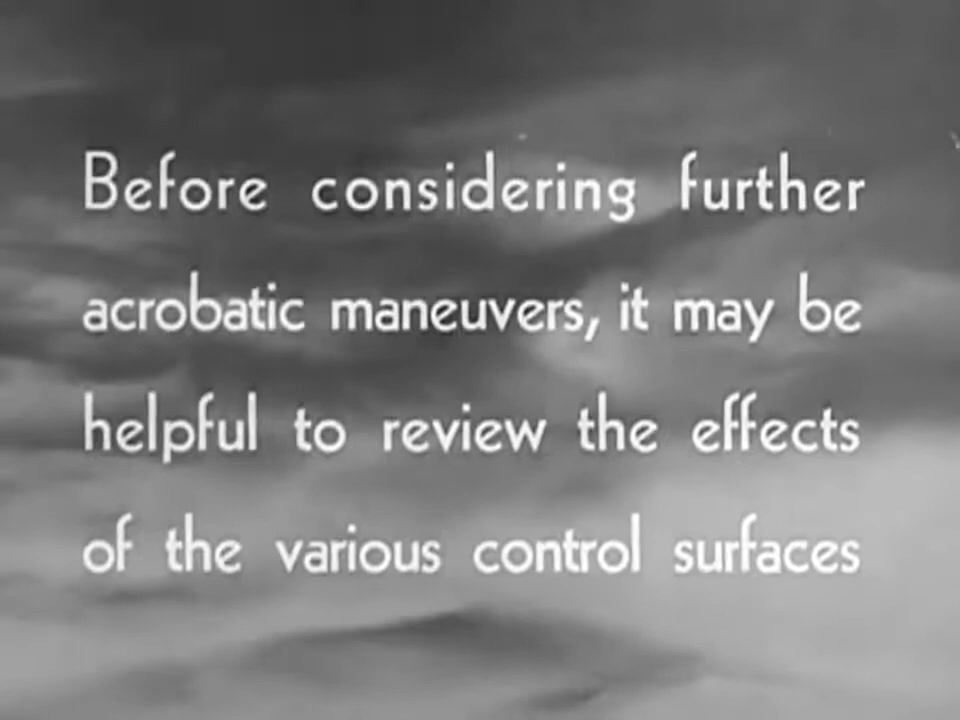 Before considering further
acrobatic maneuvers, it may be
helpful to review the effects
of the various control surfaces